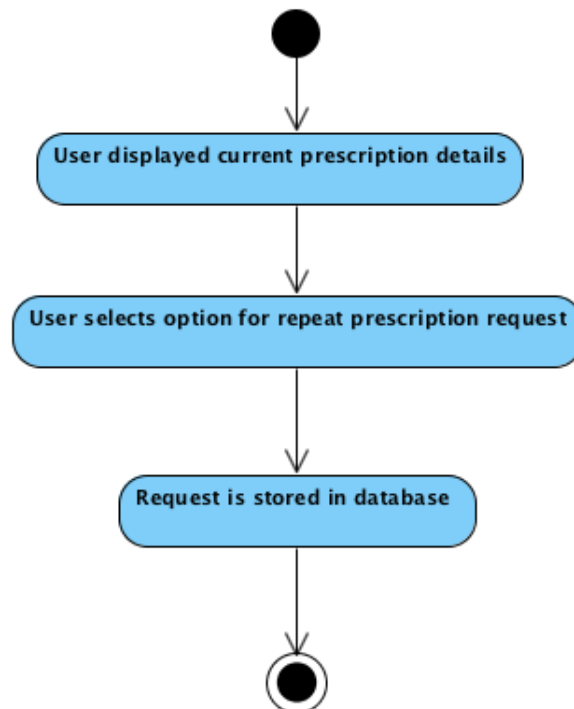 User displayed current prescription details
User selects option for repeat prescription request
Request is stored in database